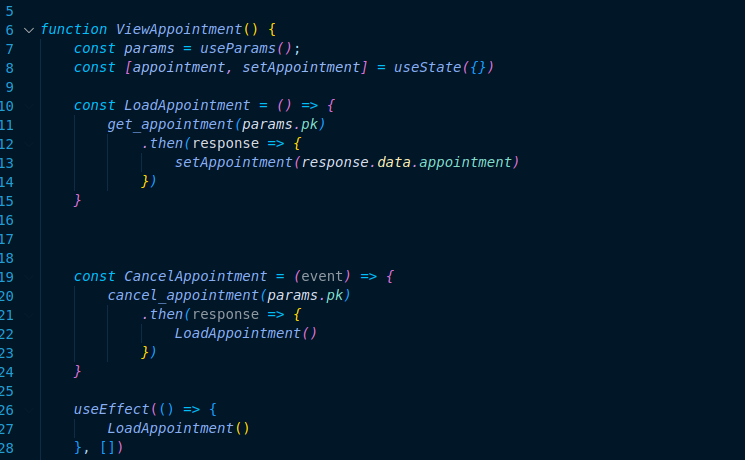 5
6 function ViewAppointment() {
7 const params = useParams();
8 const [appointment, setAppointment] = useState({})
9
10 const LoadAppointment = () => {
11 get_appointment(params.pk)
12 .then(response => {
13 setAppointment(response.data.appointment)
14 })
15 }
16
17
18
19 const CancelAppointment = (event) => {
20 cancel_appointment(params.pk)
21 .then(response => {
22 LoadAppointment()
23 })
24 }
25
26 useEffect(() => {
27 LoadAppointment()
28 }, [])